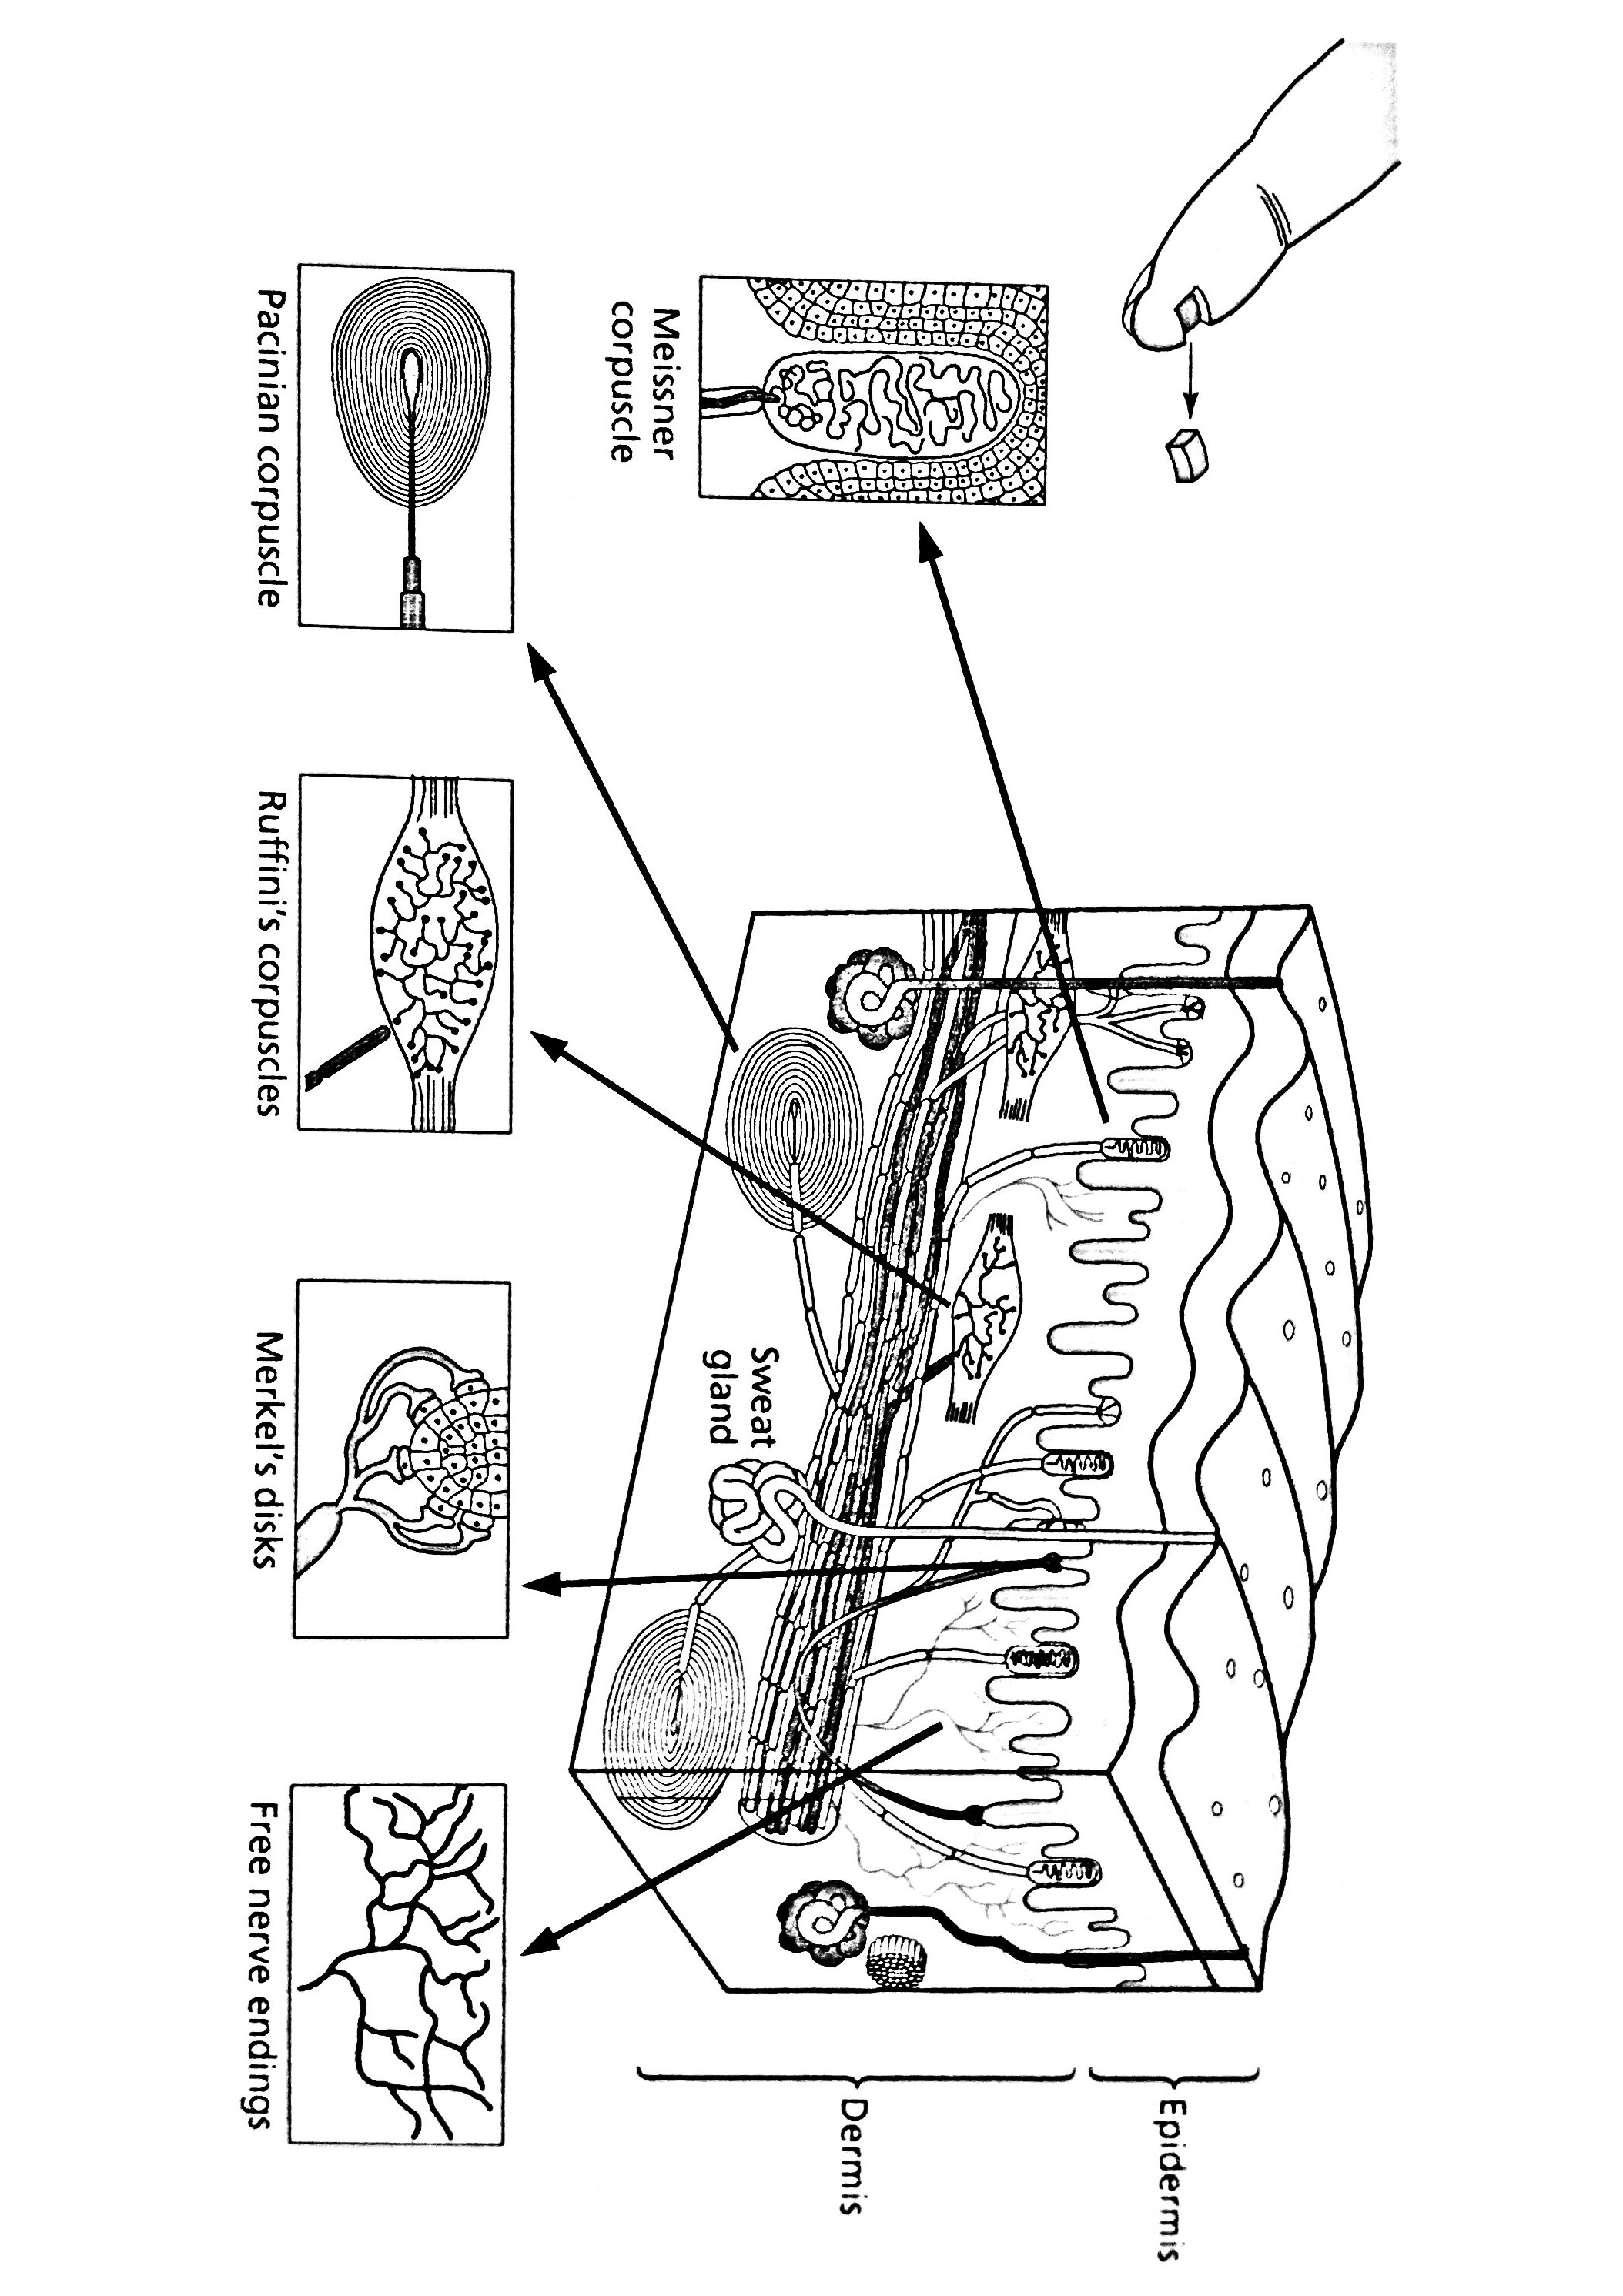 Meissner
corpuscle
Sweat
gland
Epidermis
Dermis
Pacinian corpuscle
Ruffini's corpuscles
Merkel's disks
Free nerve endings